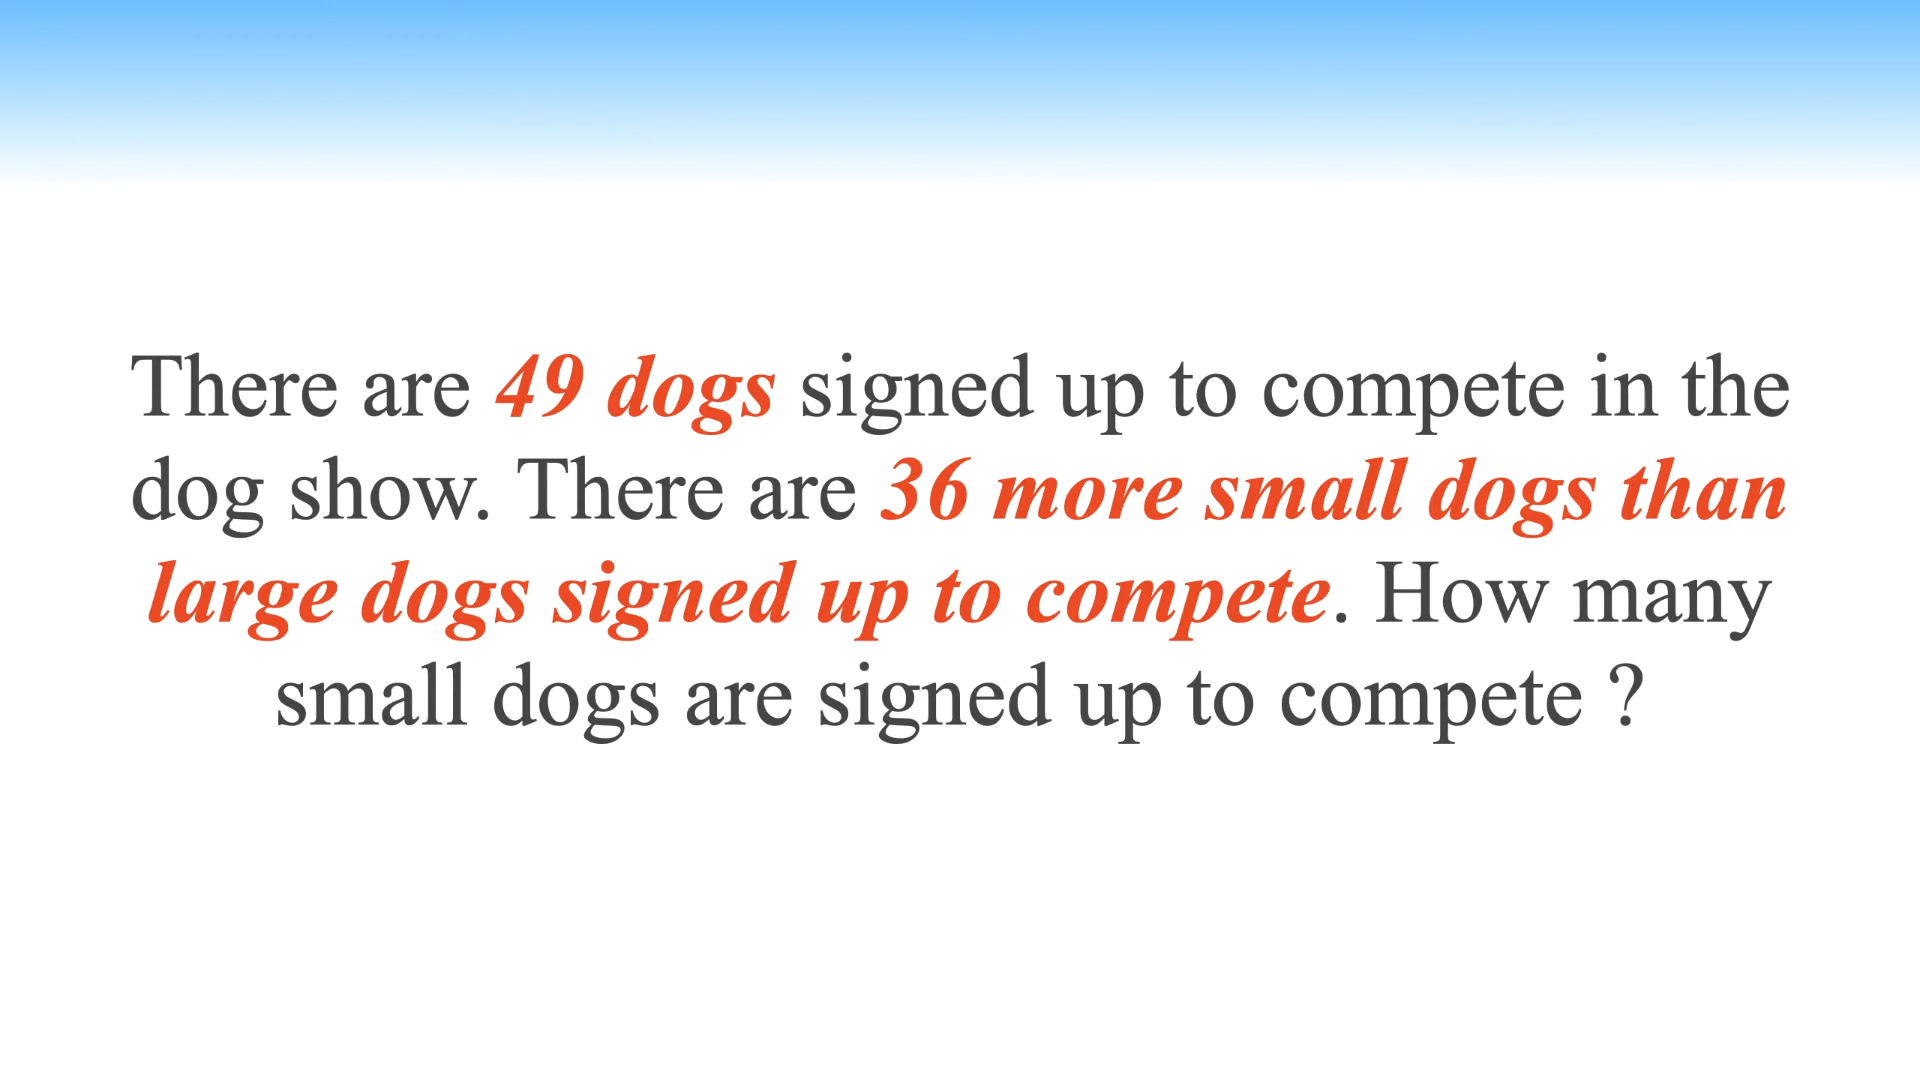 There are 49 dogs signed up to compete in the
dog show. There are 36 more small dogs than
large dogs signed up to compete. How many
small dogs are signed up to compete ?